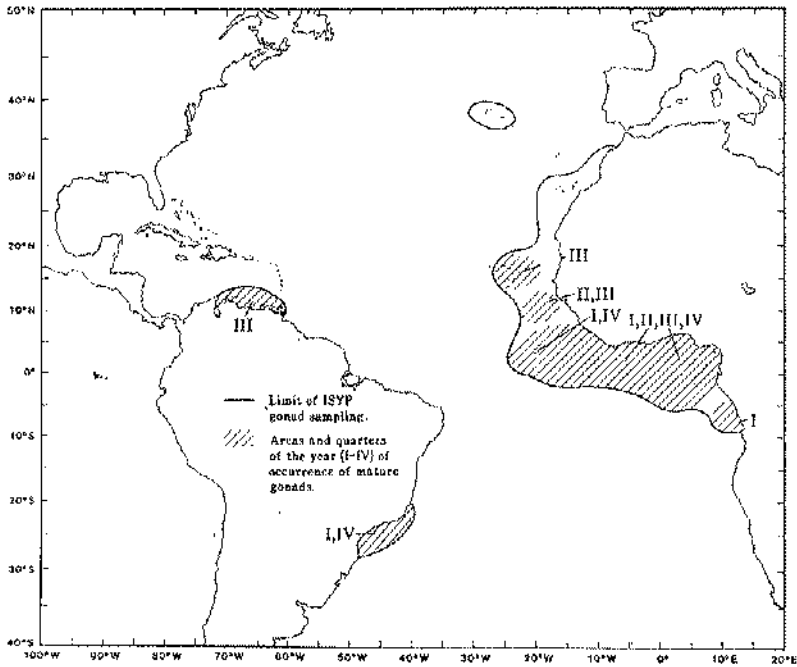 50°N
40°N
30°N
20°N
10°N
0°
10°S
20°S
30°S
40°S
III
II,III
I,IV
I,II,III,IV
III
I
I,IV
Limit of ISYP
gonad sampling.
Areas and quarters
of the year (I-IV) of
occurrence of mature
gonads.
100°W 90°W 80°W 70°W 60°W 50°W 40°W 30°W 20°W 10°W 0° 10°E 20°E